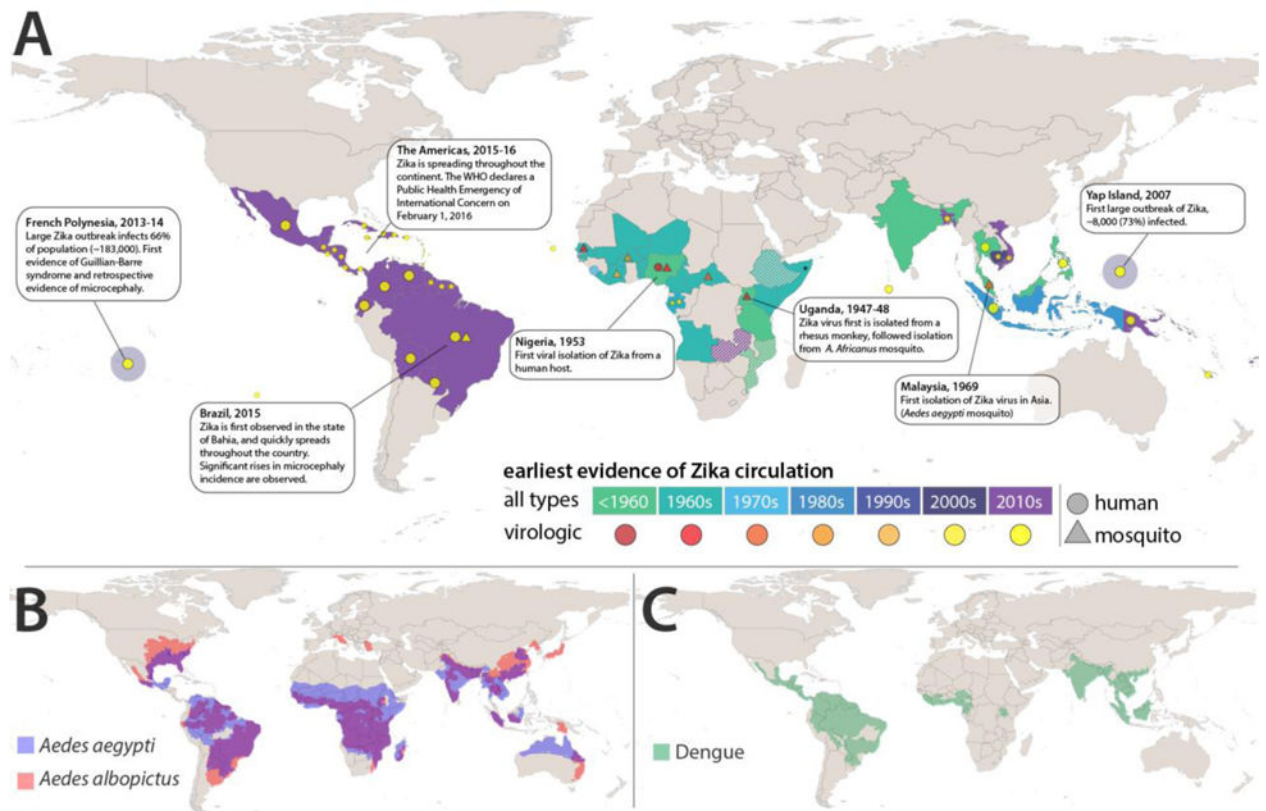 A
The Americas, 2015-16
Zika is spreading throughout the
continent. The WHO declares a
Public Health Emergency of
International Concern on
February 1, 2016
French Polynesia, 2013-14
Large Zika outbreak infects 66%
of population (~183,000). First
evidence of Guillian-Barre
syndrome and retrospective
evidence of microcephaly.
Yap Island, 2007
First large outbreak of Zika,
~8,000 (73%) infected.
Uganda, 1947-48
Zika virus first is isolated from a
rhesus monkey, followed isolation
from A. Africanus mosquito.
Nigeria, 1953
First viral isolation of Zika from a
human host.
Malaysia, 1969
First isolation of Zika virus in Asia.
(Aedes aegypti mosquito)
Brazil, 2015
Zika is first observed in the state
of Bahia, and quickly spreads
throughout the country.
Significant rises in microcephaly
incidence are observed.
earliest evidence of Zika circulation
all types <1960 1960s 1970s 1980s 1990s 2000s 2010s human
virologic mosquito
B
Aedes aegypti
Aedes albopictus
C
Dengue